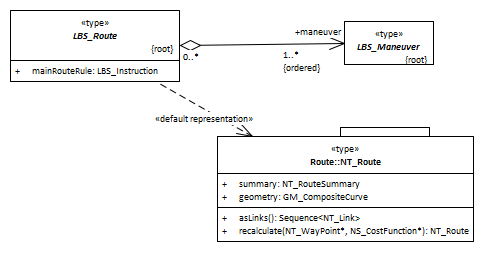 «type»
LBS_Route
{root}
+ mainRouteRule: LBS_Instruction
+maneuver
0..*
1..*
{ordered}
«type»
LBS_Maneuver
{root}
«default representation»
«type»
Route::NT_Route
+ summary: NT_RouteSummary
+ geometry: GM_CompositeCurve
+ asLinks(): Sequence<NT_Link>
+ recalculate(NT_WayPoint*, NS_CostFunction*): NT_Route